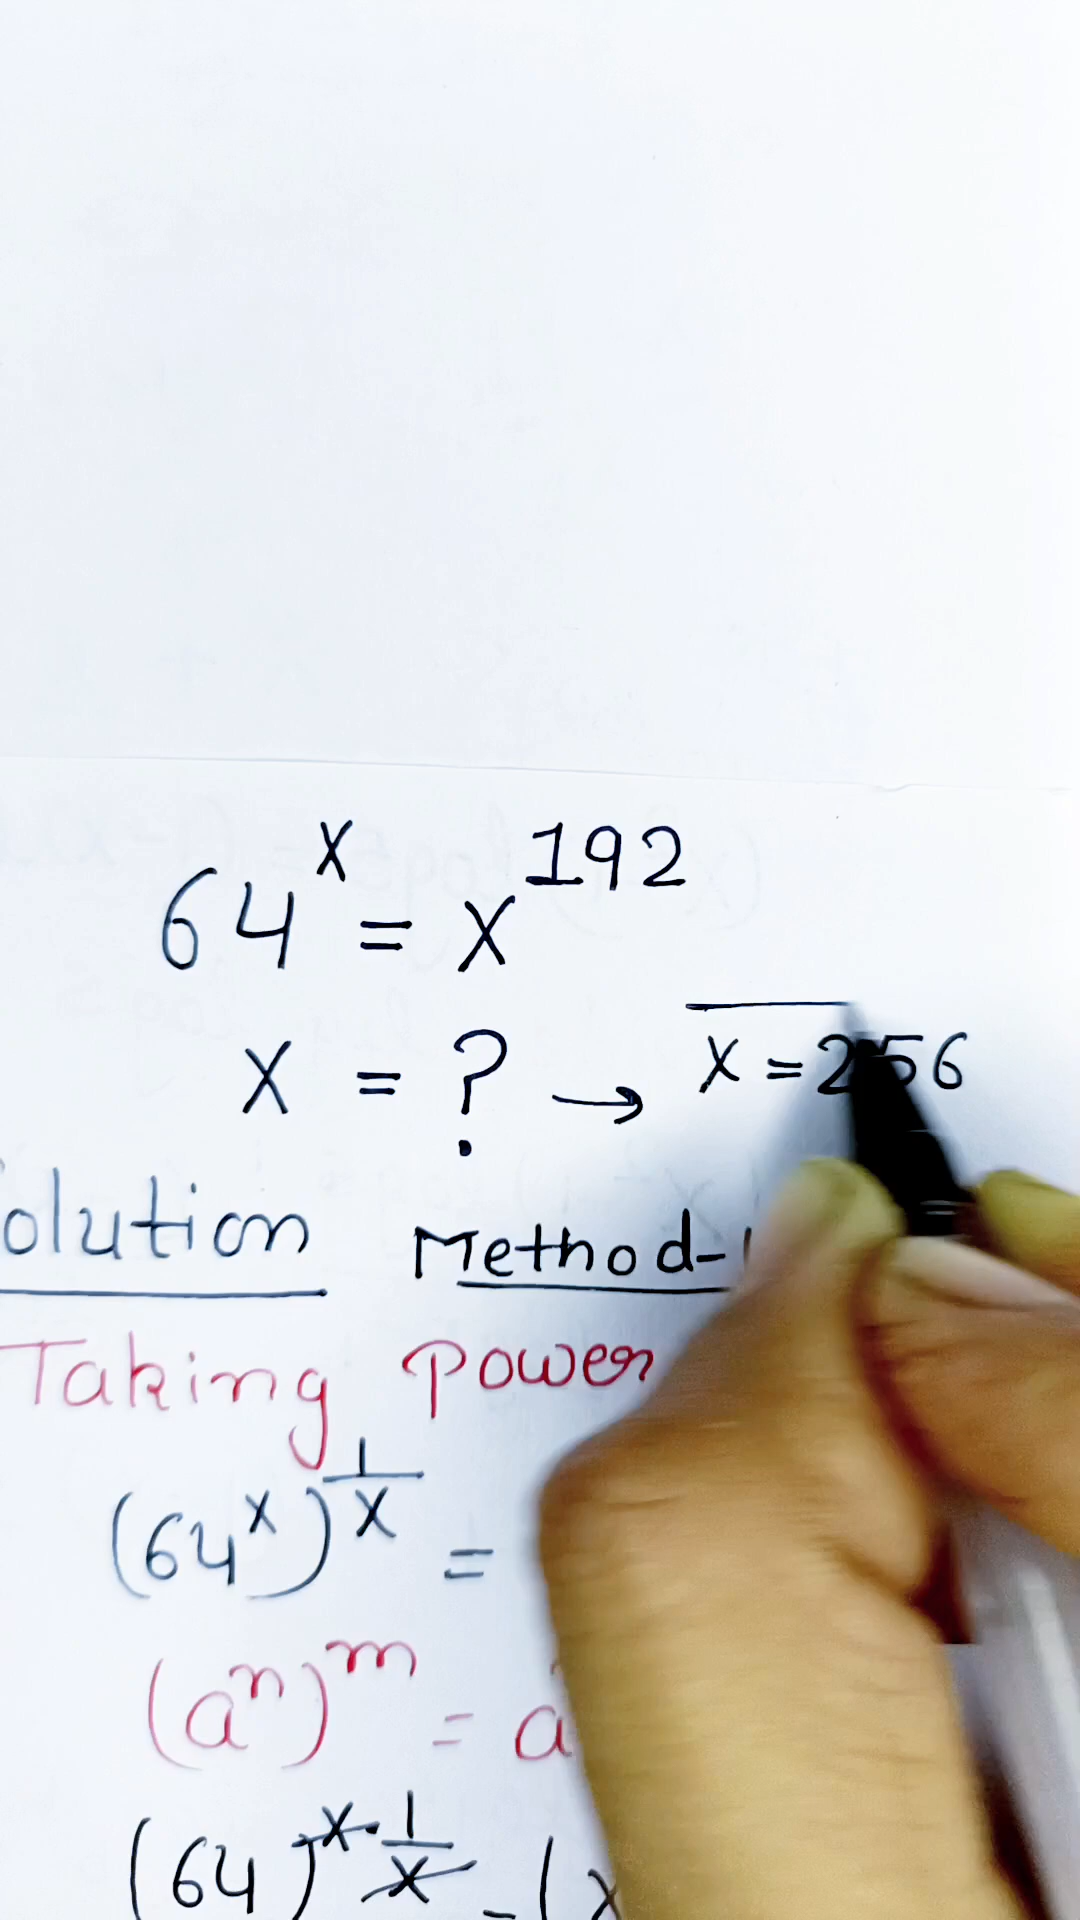 64^x = x^192
x = ? → x = 256
olution Method-
Taking Power
(64^x)^(1/x) =
(a^n)^m = a
(64)^(x·1/x) = (x